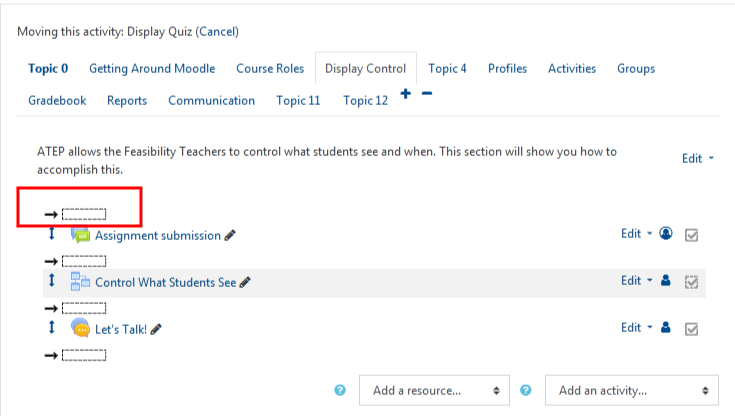 Moving this activity: Display Quiz (Cancel)
Topic 0 Getting Around Moodle Course Roles Display Control Topic 4 Profiles Activities Groups
Gradebook Reports Communication Topic 11 Topic 12
ATEP allows the Feasibility Teachers to control what students see and when. This section will show you how to
Edit
accomplish this.
Assignment submission Edit
Control What Students See Edit
Let's Talk! Edit
Add a resource... Add an activity...